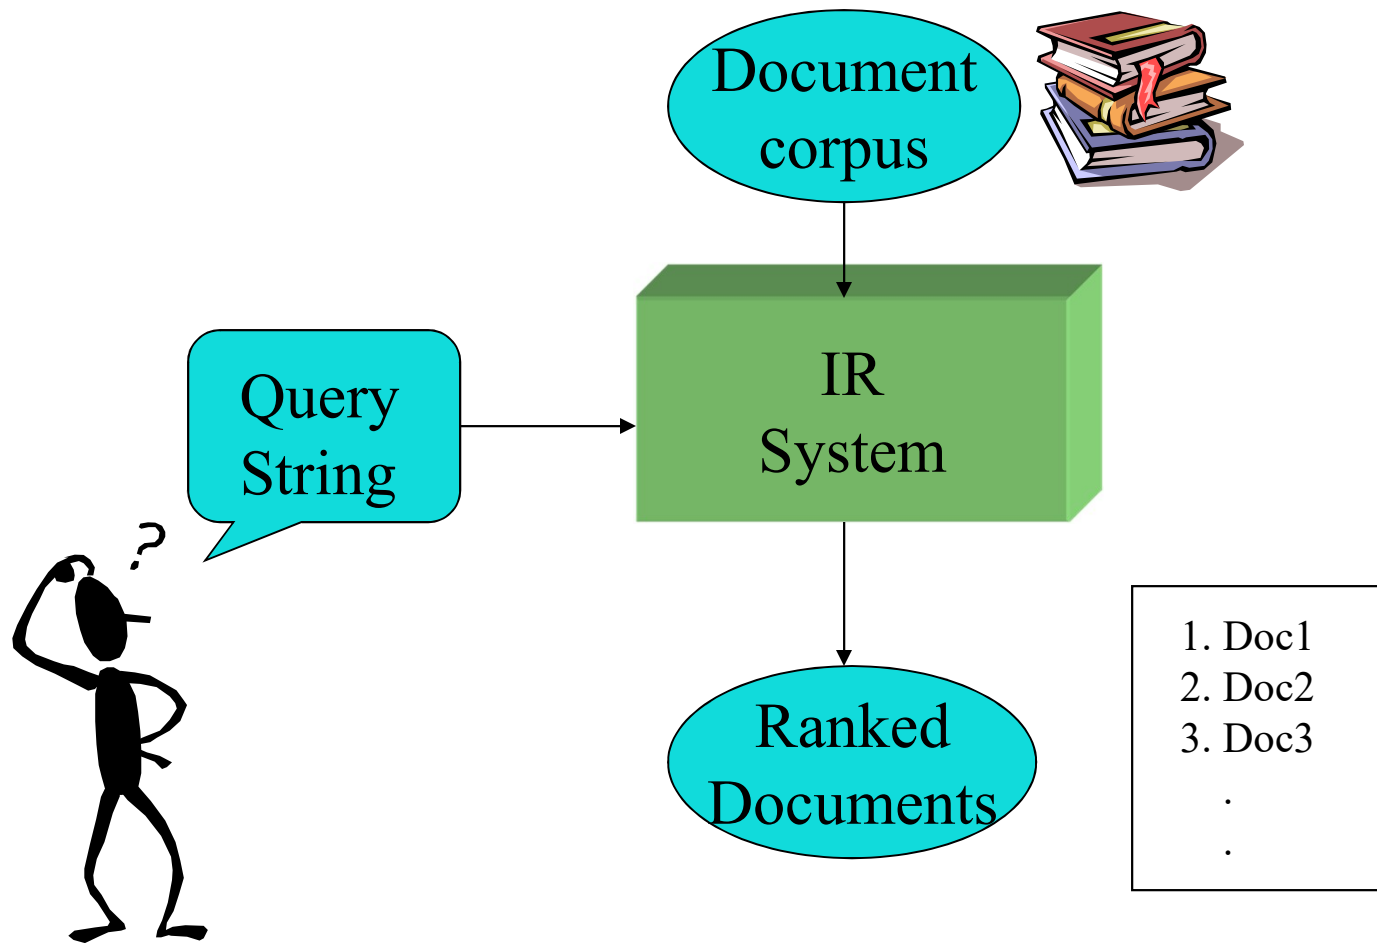 Document
corpus
IR
System
Query
String
?
Ranked
Documents
1. Doc1
2. Doc2
3. Doc3
.
.